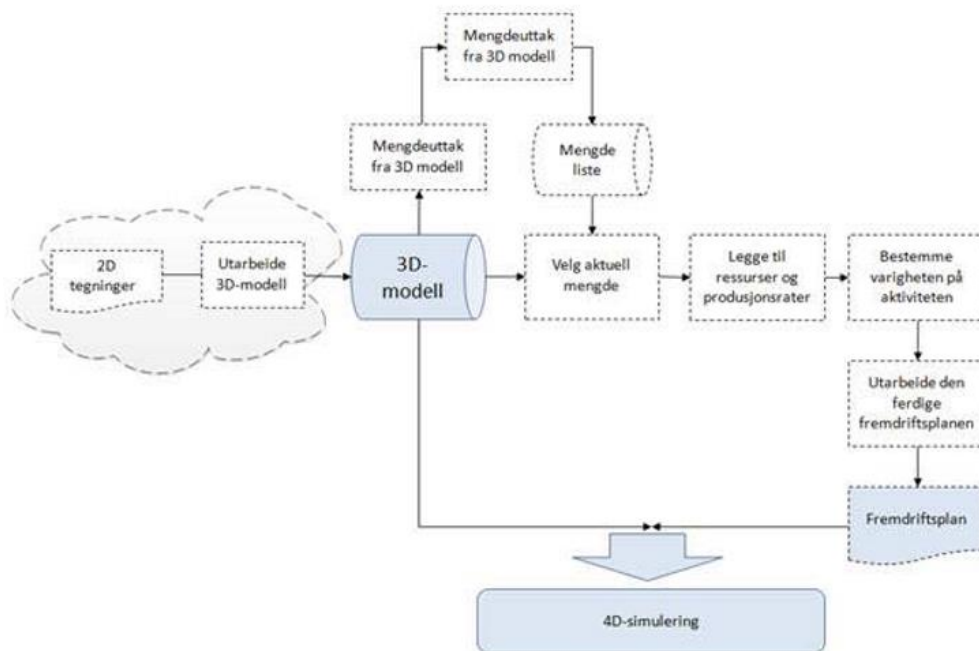 Mengdeuttak
fra 3D modell
Mengdeuttak
fra 3D modell
Mengde
liste
2D
tegninger
Utarbeide
3D-modell
3D-
modell
Velg aktuell
mengde
Legge til
ressurser og
produsjonsrater
Bestemme
varigheten på
aktiviteten
Utarbeide den
ferdige
fremdriftsplanen
Fremdriftsplan
4D-simulering